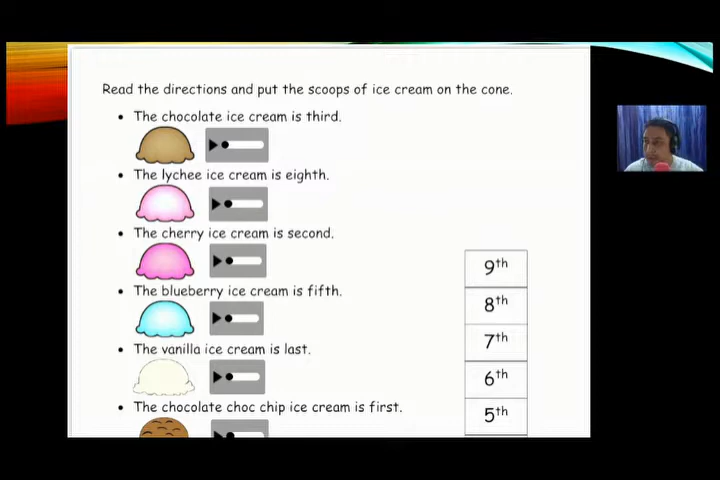 Read the directions and put the scoops of ice cream on the cone.
• The chocolate ice cream is third.
• The lychee ice cream is eighth.
• The cherry ice cream is second.
• The blueberry ice cream is fifth.
• The vanilla ice cream is last.
• The chocolate choc chip ice cream is first.
9th
8th
7th
6th
5th